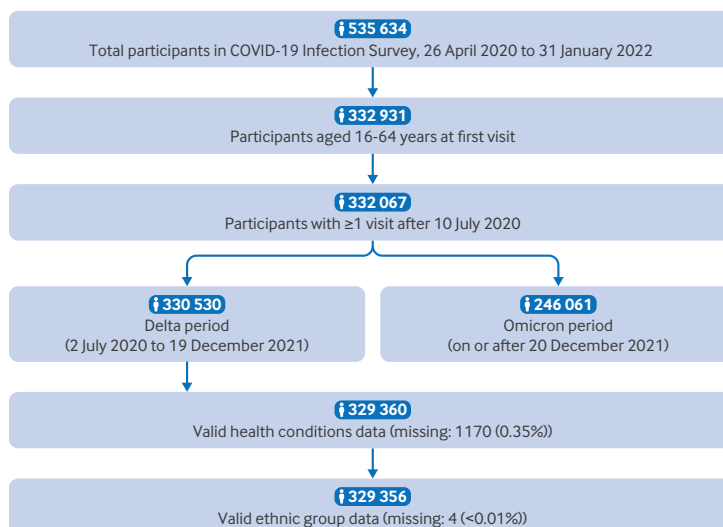 535 634
Total participants in COVID-19 Infection Survey, 26 April 2020 to 31 January 2022
332 931
Participants aged 16-64 years at first visit
332 067
Participants with ≥1 visit after 10 July 2020
330 530
Delta period
(2 July 2020 to 19 December 2021)
246 061
Omicron period
(on or after 20 December 2021)
329 360
Valid health conditions data (missing: 1170 (0.35%))
329 356
Valid ethnic group data (missing: 4 (<0.01%))